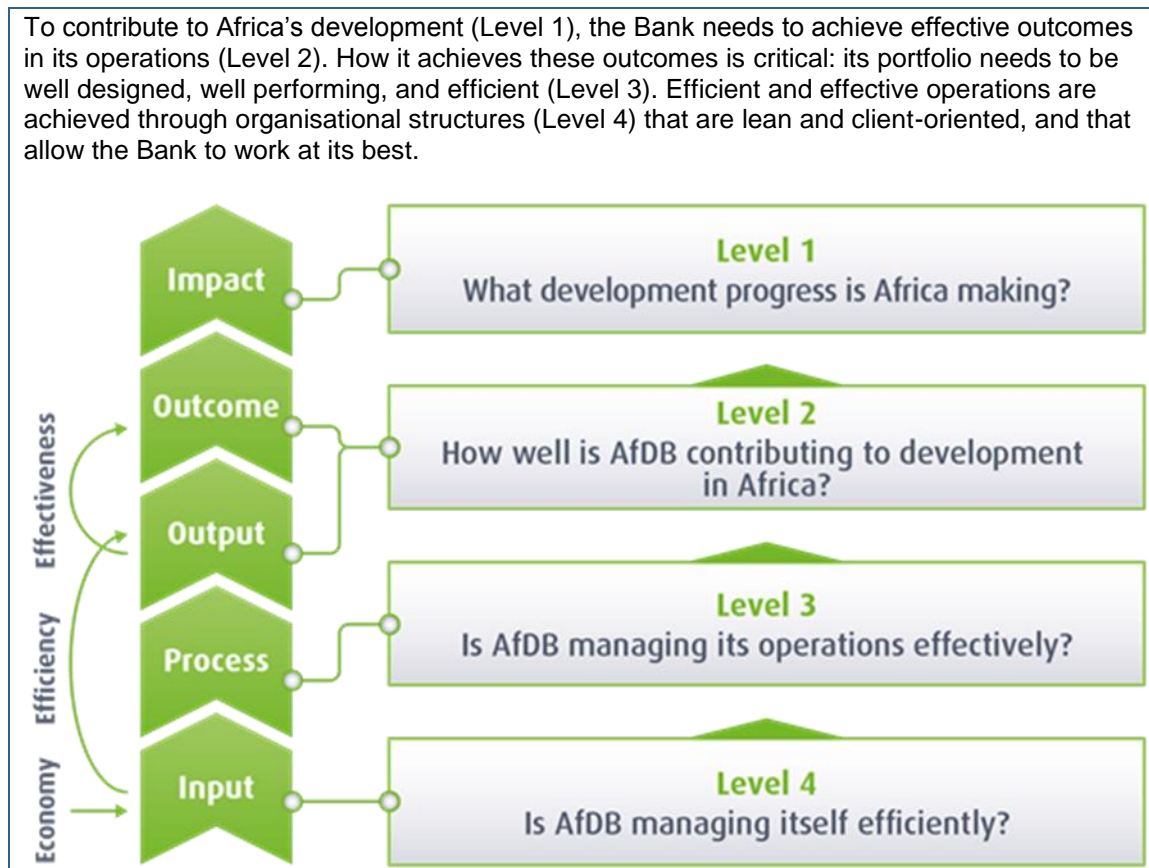 To contribute to Africa’s development (Level 1), the Bank needs to achieve effective outcomes
in its operations (Level 2). How it achieves these outcomes is critical: its portfolio needs to be
well designed, well performing, and efficient (Level 3). Efficient and effective operations are
achieved through organisational structures (Level 4) that are lean and client-oriented, and that
allow the Bank to work at its best.
Impact
Level 1
What development progress is Africa making?
Outcome
Level 2
How well is AfDB contributing to development
in Africa?
Effectiveness
Output
Level 3
Is AfDB managing its operations effectively?
Efficiency
Process
Level 4
Is AfDB managing itself efficiently?
Economy
Input